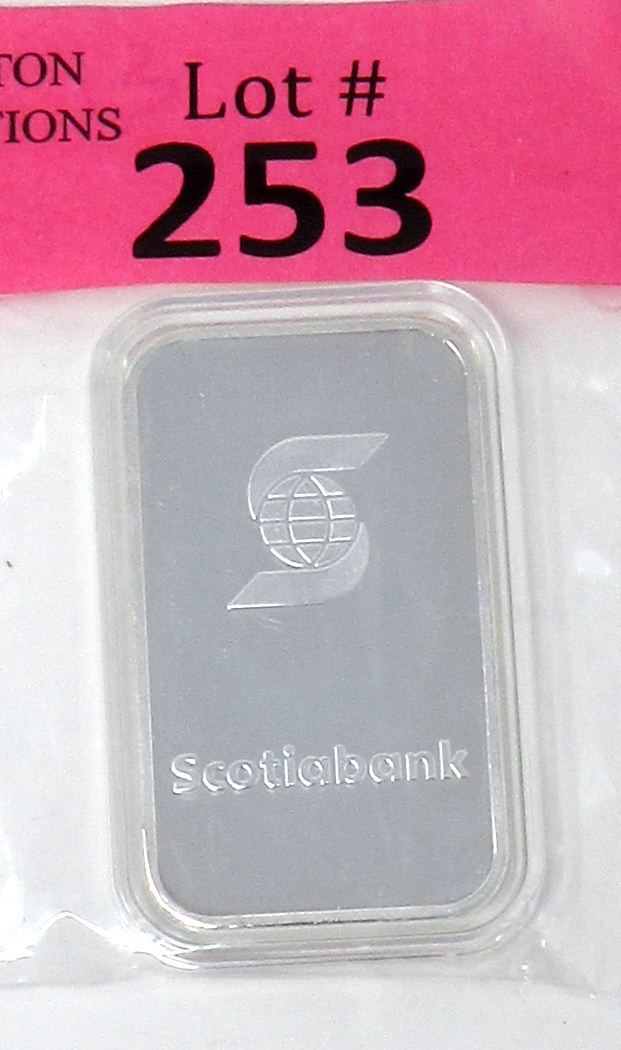 TON
TIONS
Lot #
253
Scotiabank